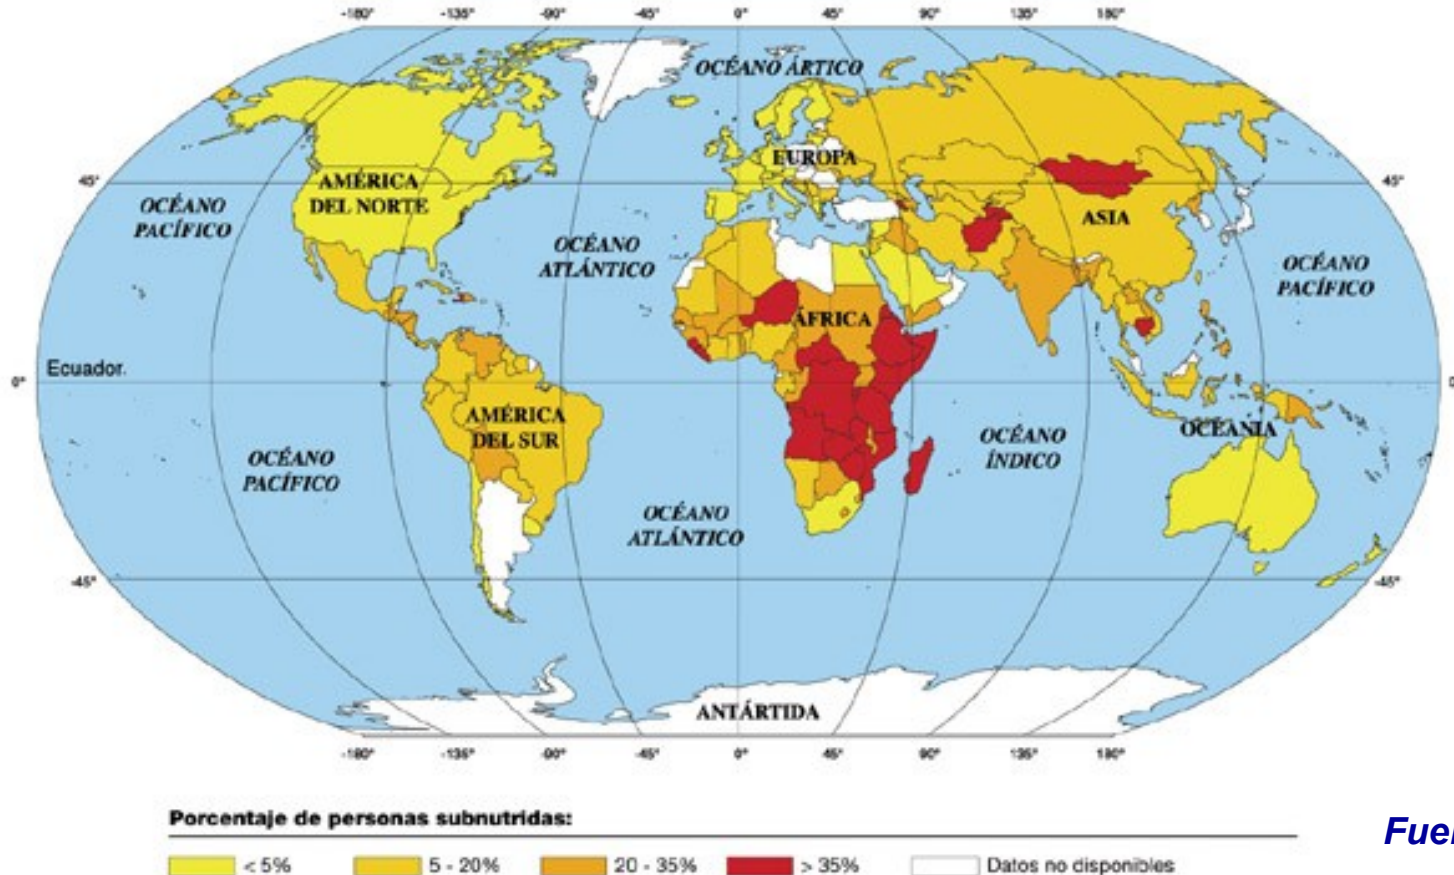 -180° -135° -90° -45° 0° 45° 90° 135° 180°
OCÉANO ÁRTICO
EUROPA
45° 45°
AMÉRICA
DEL NORTE
OCÉANO
PACÍFICO
ASIA
OCÉANO
ATLÁNTICO
OCÉANO
PACÍFICO
ÁFRICA
Ecuador
0° 0
AMÉRICA
DEL SUR
OCEANÍA
OCÉANO
ÍNDICO
OCÉANO
PACÍFICO
OCÉANO
ATLÁNTICO
-45° -45°
ANTÁRTIDA
-180° -135° -90° -45° 0° 45° 90° 135° 180°
Porcentaje de personas subnutridas:
Fuen
< 5% 5 - 20% 20 - 35% > 35% Datos no disponibles